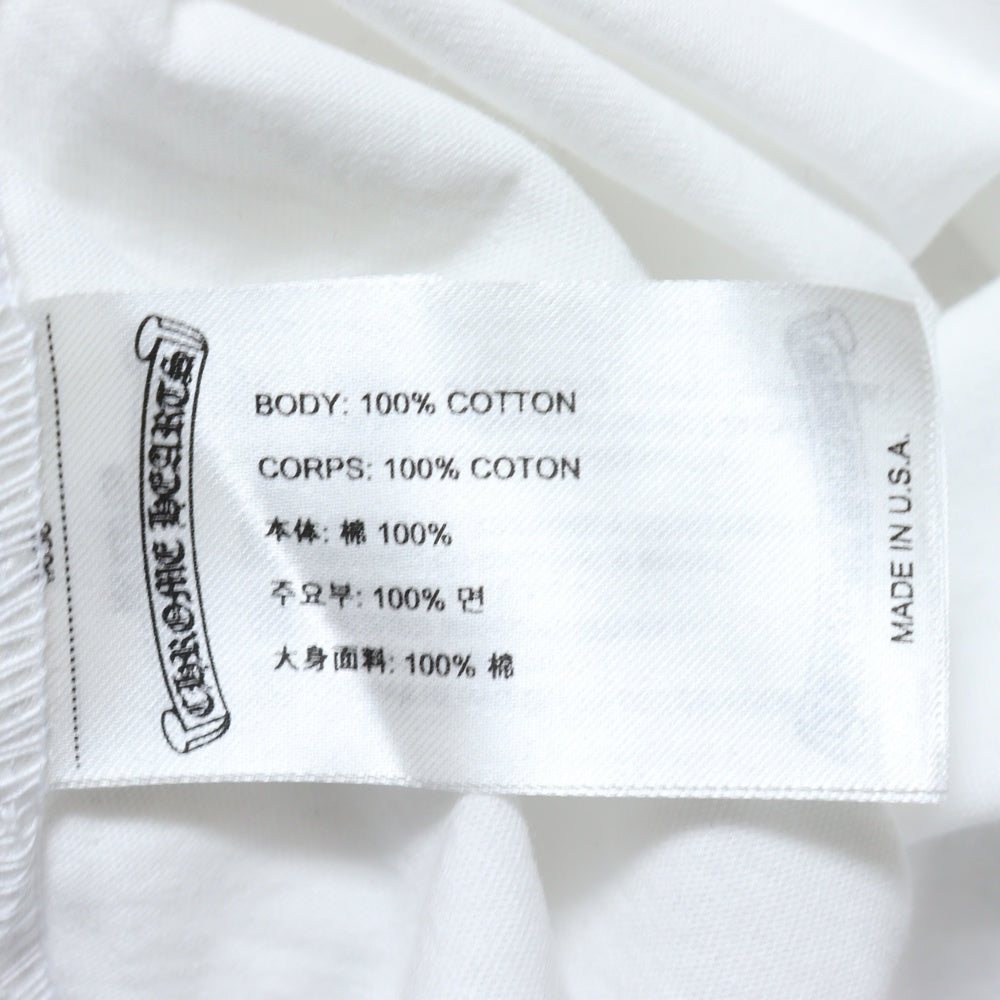 CHROME HEARTS
BODY: 100% COTTON
CORPS: 100% COTON
本体: 棉 100%
주요부: 100% 면
大身面料: 100% 棉
MADE IN U.S.A.